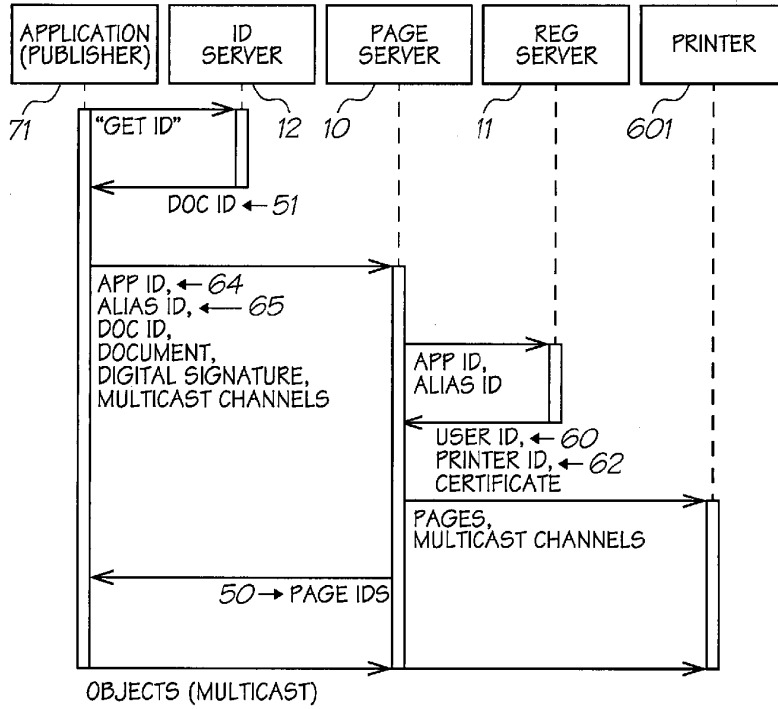 APPLICATION
(PUBLISHER)
ID
SERVER
PAGE
SERVER
REG
SERVER
PRINTER
71
12
10
11
601
"GET ID"
DOC ID ← 51
APP ID, ← 64
ALIAS ID, ← 65
DOC ID,
DOCUMENT,
DIGITAL SIGNATURE,
MULTICAST CHANNELS
APP ID,
ALIAS ID
USER ID, ← 60
PRINTER ID, ← 62
CERTIFICATE
PAGES,
MULTICAST CHANNELS
50 → PAGE IDS
OBJECTS (MULTICAST)